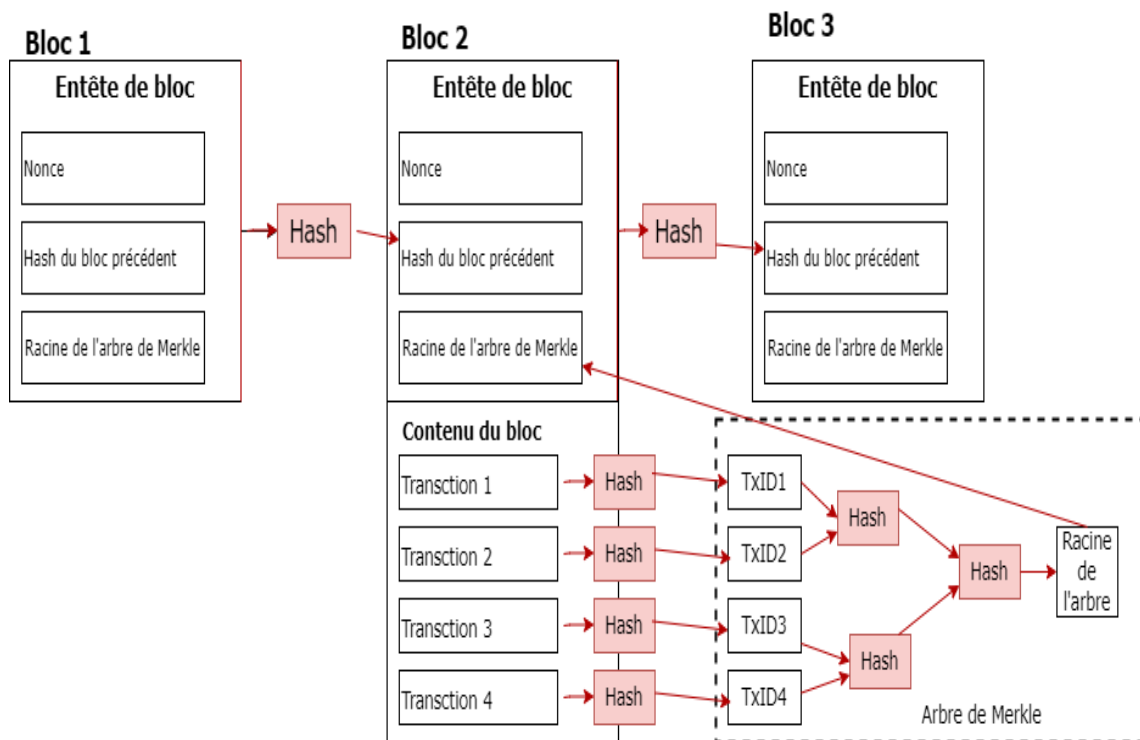 Bloc 1
Entête de bloc
Nonce
Hash du bloc précédent
Racine de l'arbre de Merkle
Hash
Bloc 2
Entête de bloc
Nonce
Hash du bloc précédent
Racine de l'arbre de Merkle
Hash
Bloc 3
Entête de bloc
Nonce
Hash du bloc précédent
Racine de l'arbre de Merkle
Contenu du bloc
Transction 1
Hash
TxID1
Transction 2
Hash
TxID2
Transction 3
Hash
TxID3
Transction 4
Hash
TxID4
Hash
Hash
Hash
Racine
de
l'arbre
Arbre de Merkle